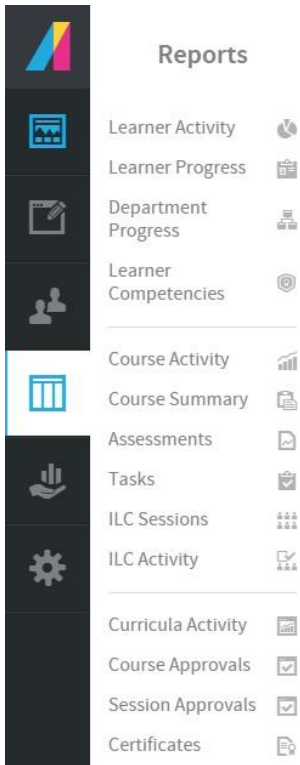 Reports
Learner Activity
Learner Progress
Department
Progress
Learner
Competencies
Course Activity
Course Summary
Assessments
Tasks
ILC Sessions
ILC Activity
Curricula Activity
Course Approvals
Session Approvals
Certificates